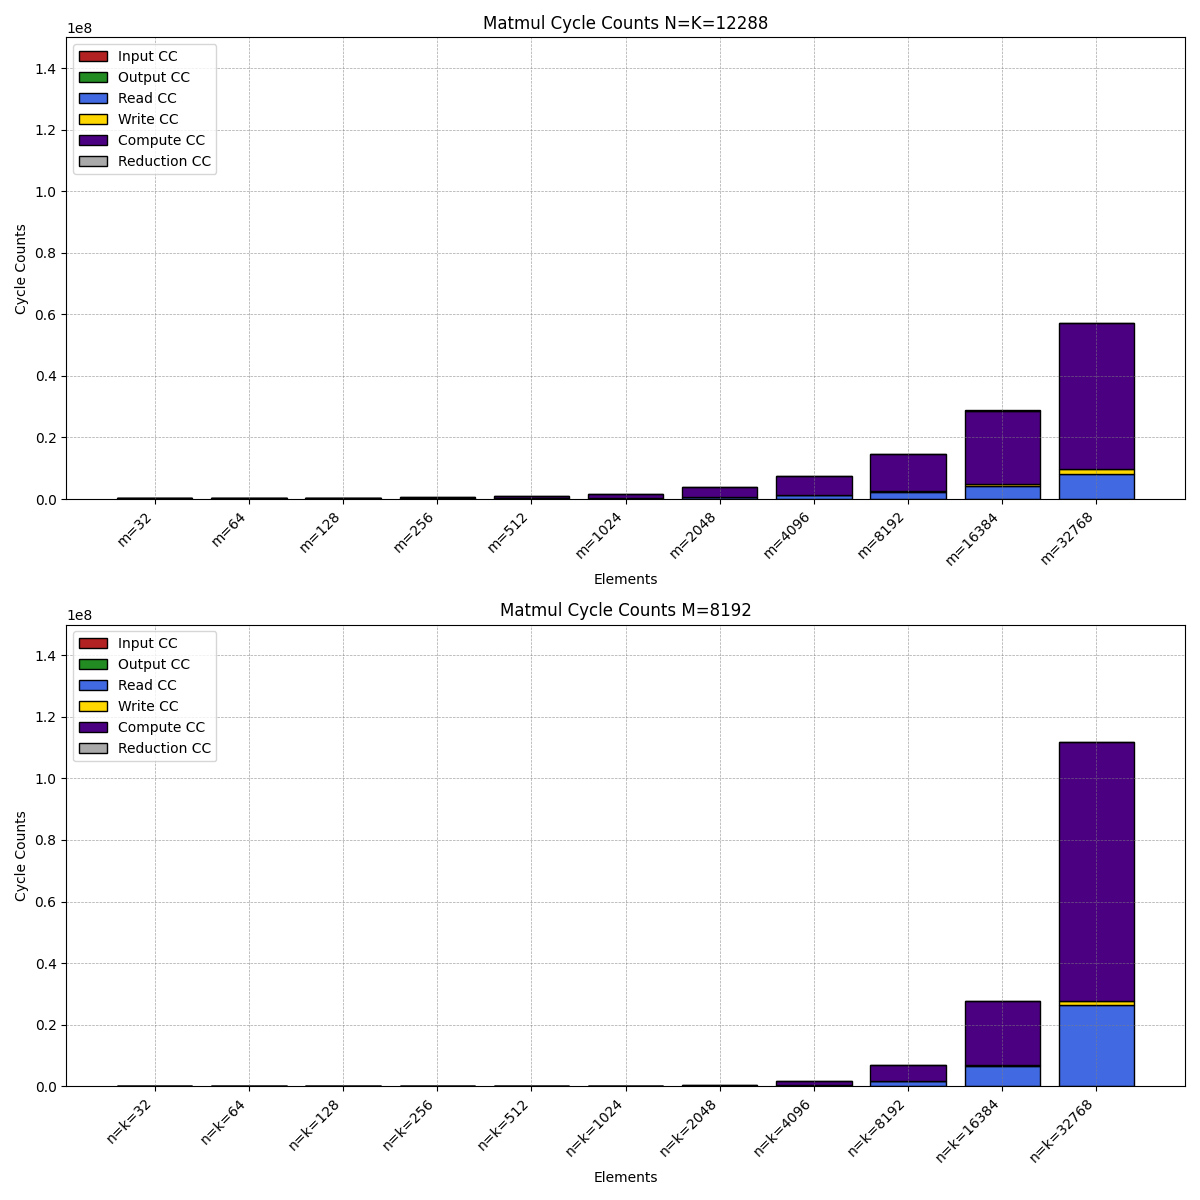 Matmul Cycle Counts N=K=12288
1e8
Input CC
Output CC
Read CC
Write CC
Compute CC
Reduction CC
1.4
1.2
1.0
0.8
0.6
0.4
0.2
0.0
Cycle Counts
m=32
m=64
m=128
m=256
m=512
m=1024
m=2048
m=4096
m=8192
m=16384
m=32768
Elements
Matmul Cycle Counts M=8192
1e8
Input CC
Output CC
Read CC
Write CC
Compute CC
Reduction CC
1.4
1.2
1.0
0.8
0.6
0.4
0.2
0.0
Cycle Counts
n=k=32
n=k=64
n=k=128
n=k=256
n=k=512
n=k=1024
n=k=2048
n=k=4096
n=k=8192
n=k=16384
n=k=32768
Elements